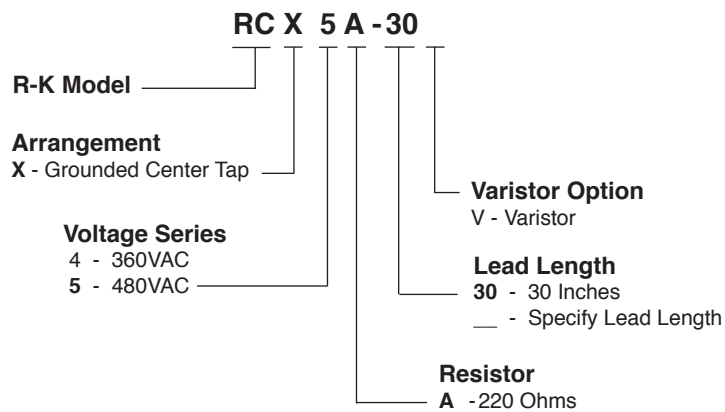 RC X 5 A - 30
R-K Model
Arrangement
X - Grounded Center Tap
Voltage Series
4 - 360VAC
5 - 480VAC
Varistor Option
V - Varistor
Lead Length
30 - 30 Inches
__ - Specify Lead Length
Resistor
A -220 Ohms